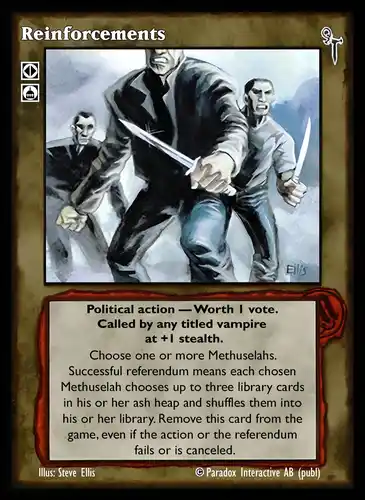 Reinforcements
Ellis
Political action — Worth 1 vote.
Called by any titled vampire
at +1 stealth.
Choose one or more Methuselahs.
Successful referendum means each chosen
Methuselah chooses up to three library cards
in his or her ash heap and shuffles them into
his or her library. Remove this card from the
game, even if the action or the referendum
fails or is canceled.
Illus: Steve Ellis © Paradox Interactive AB (publ)